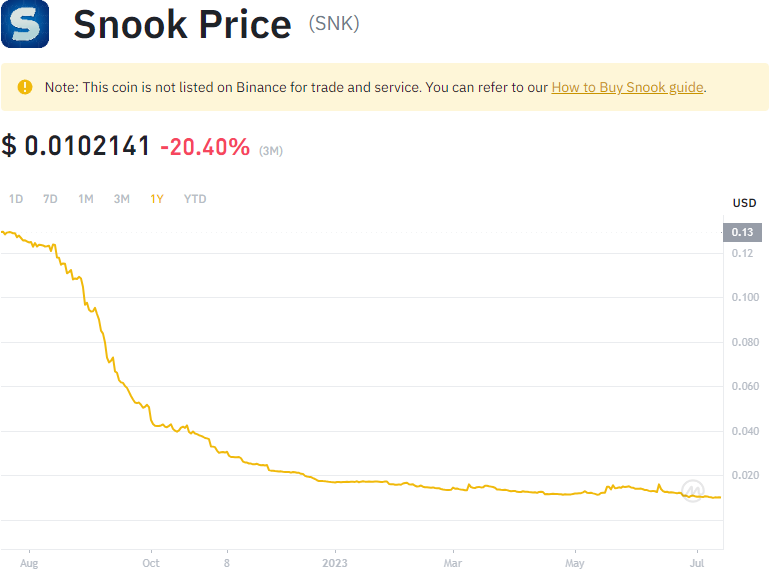 S
Snook Price (SNK)
Note: This coin is not listed on Binance for trade and service. You can refer to our How to Buy Snook guide.
$ 0.0102141 -20.40% (3M)
1D 7D 1M 3M 1Y YTD
USD
0.13
0.12
0.100
0.080
0.060
0.040
0.020
Aug Oct 8 2023 Mar May Jul